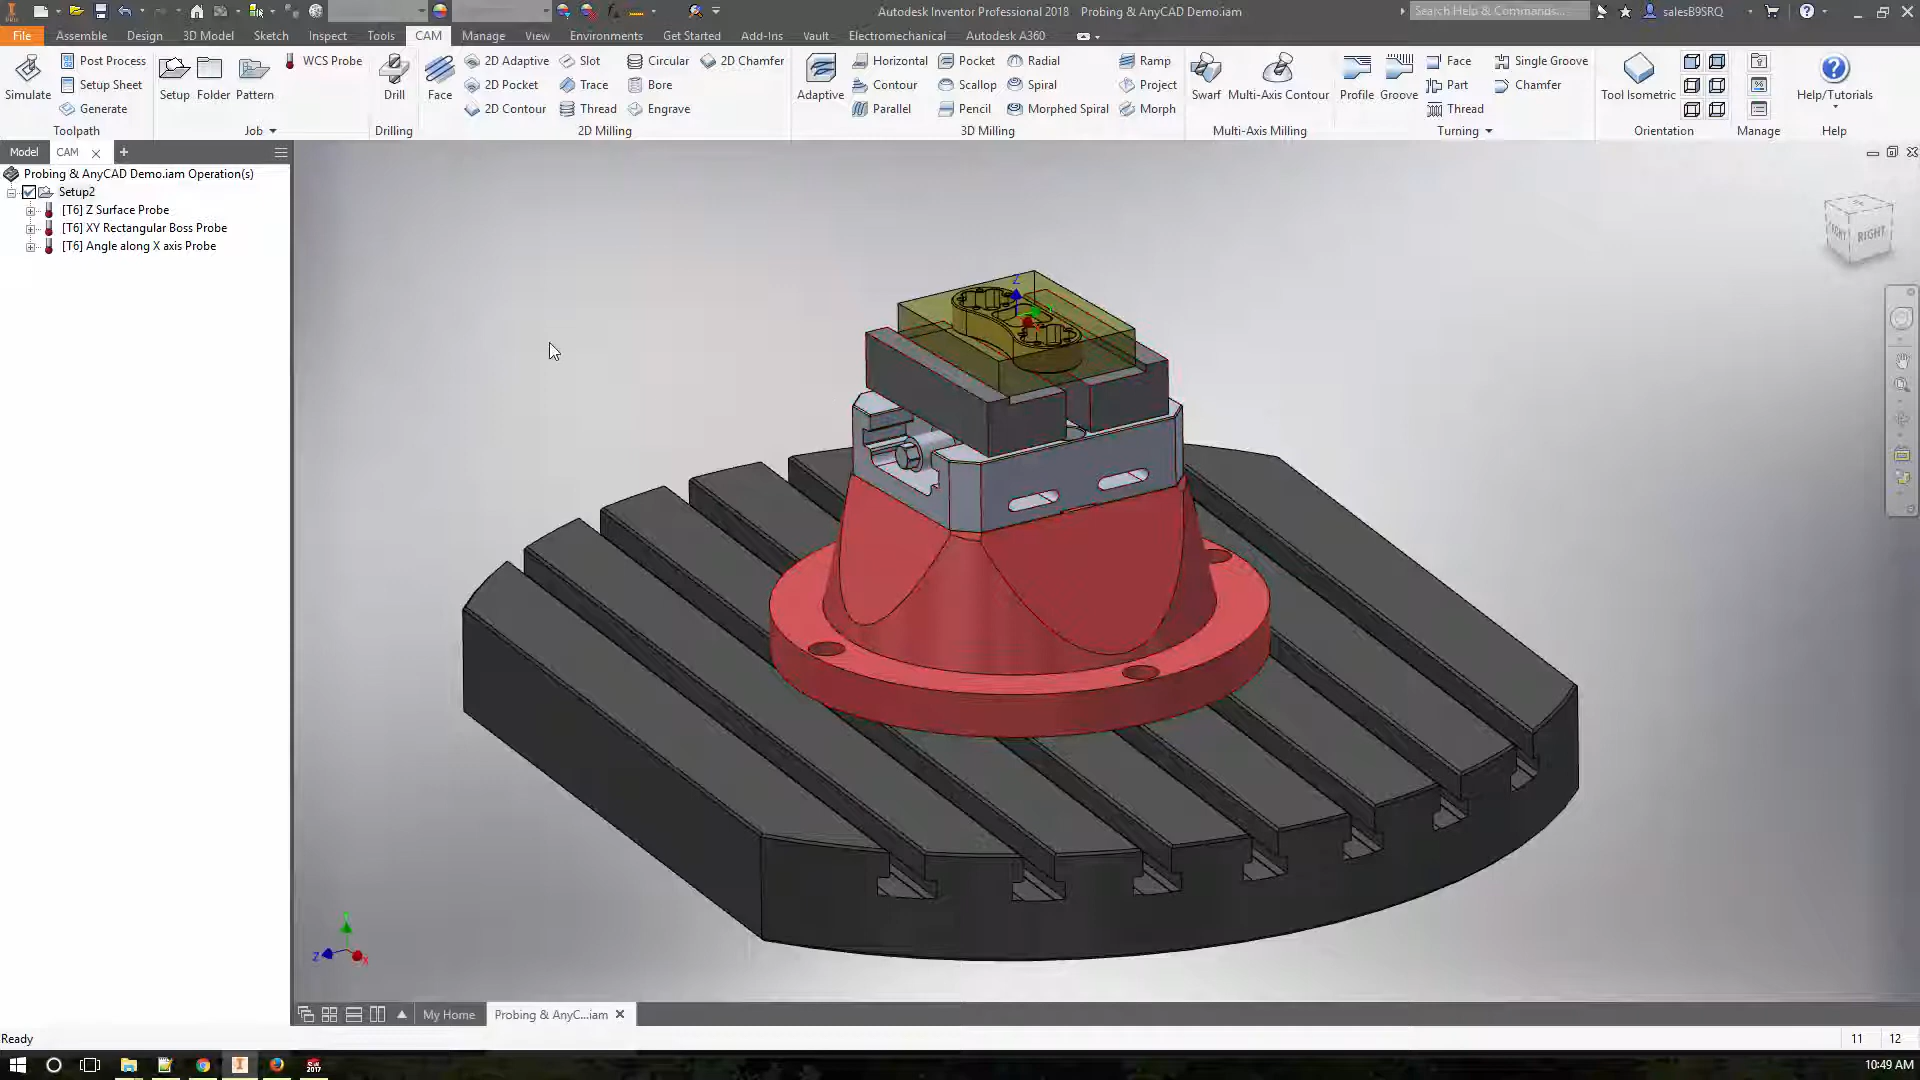 Autodesk Inventor Professional 2018 Probing & AnyCAD Demo.iam
Search Help & Commands...
salesB9SRQ
File Assemble Design 3D Model Sketch Inspect Tools CAM Manage View Environments Get Started Add-Ins Vault Electromechanical Autodesk A360
Simulate
Post Process
Setup Sheet
Generate
Toolpath
Setup
Folder
Pattern
WCS Probe
Job
Drill
Drilling
Face
2D Adaptive
2D Pocket
2D Contour
Slot
Trace
Thread
Circular
Bore
Engrave
2D Chamfer
2D Milling
Adaptive
Horizontal
Contour
Parallel
Pocket
Scallop
Pencil
Radial
Spiral
Morphed Spiral
Ramp
Project
Morph
3D Milling
Swarf
Multi-Axis Contour
Multi-Axis Milling
Profile
Groove
Face
Part
Thread
Single Groove
Chamfer
Turning
Tool Isometric
Orientation
Manage
Help/Tutorials
Help
Model CAM
Probing & AnyCAD Demo.iam Operation(s)
Setup2
[T6] Z Surface Probe
[T6] XY Rectangular Boss Probe
[T6] Angle along X axis Probe
Z
RIGHT
Z
X
My Home
Probing & AnyC...iam
Ready
11
12
10:49 AM